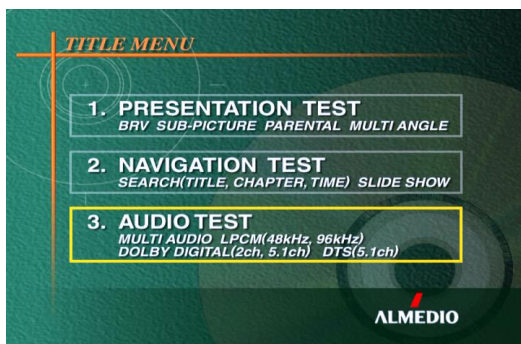 TITLE MENU
1. PRESENTATION TEST
BRV SUB-PICTURE PARENTAL MULTI ANGLE
2. NAVIGATION TEST
SEARCH(TITLE, CHAPTER, TIME) SLIDE SHOW
3. AUDIO TEST
MULTI AUDIO LPCM(48kHz, 96kHz)
DOLBY DIGITAL(2ch, 5.1ch) DTS(5.1ch)
ALMEDIO